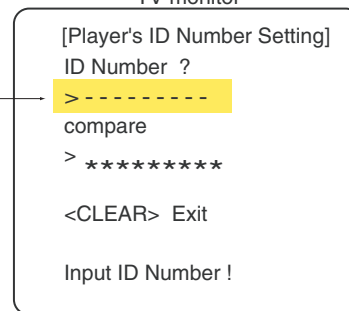 TV monitor
[Player's ID Number Setting]
ID Number ?
>---------
compare
> *********
<CLEAR> Exit
Input ID Number !